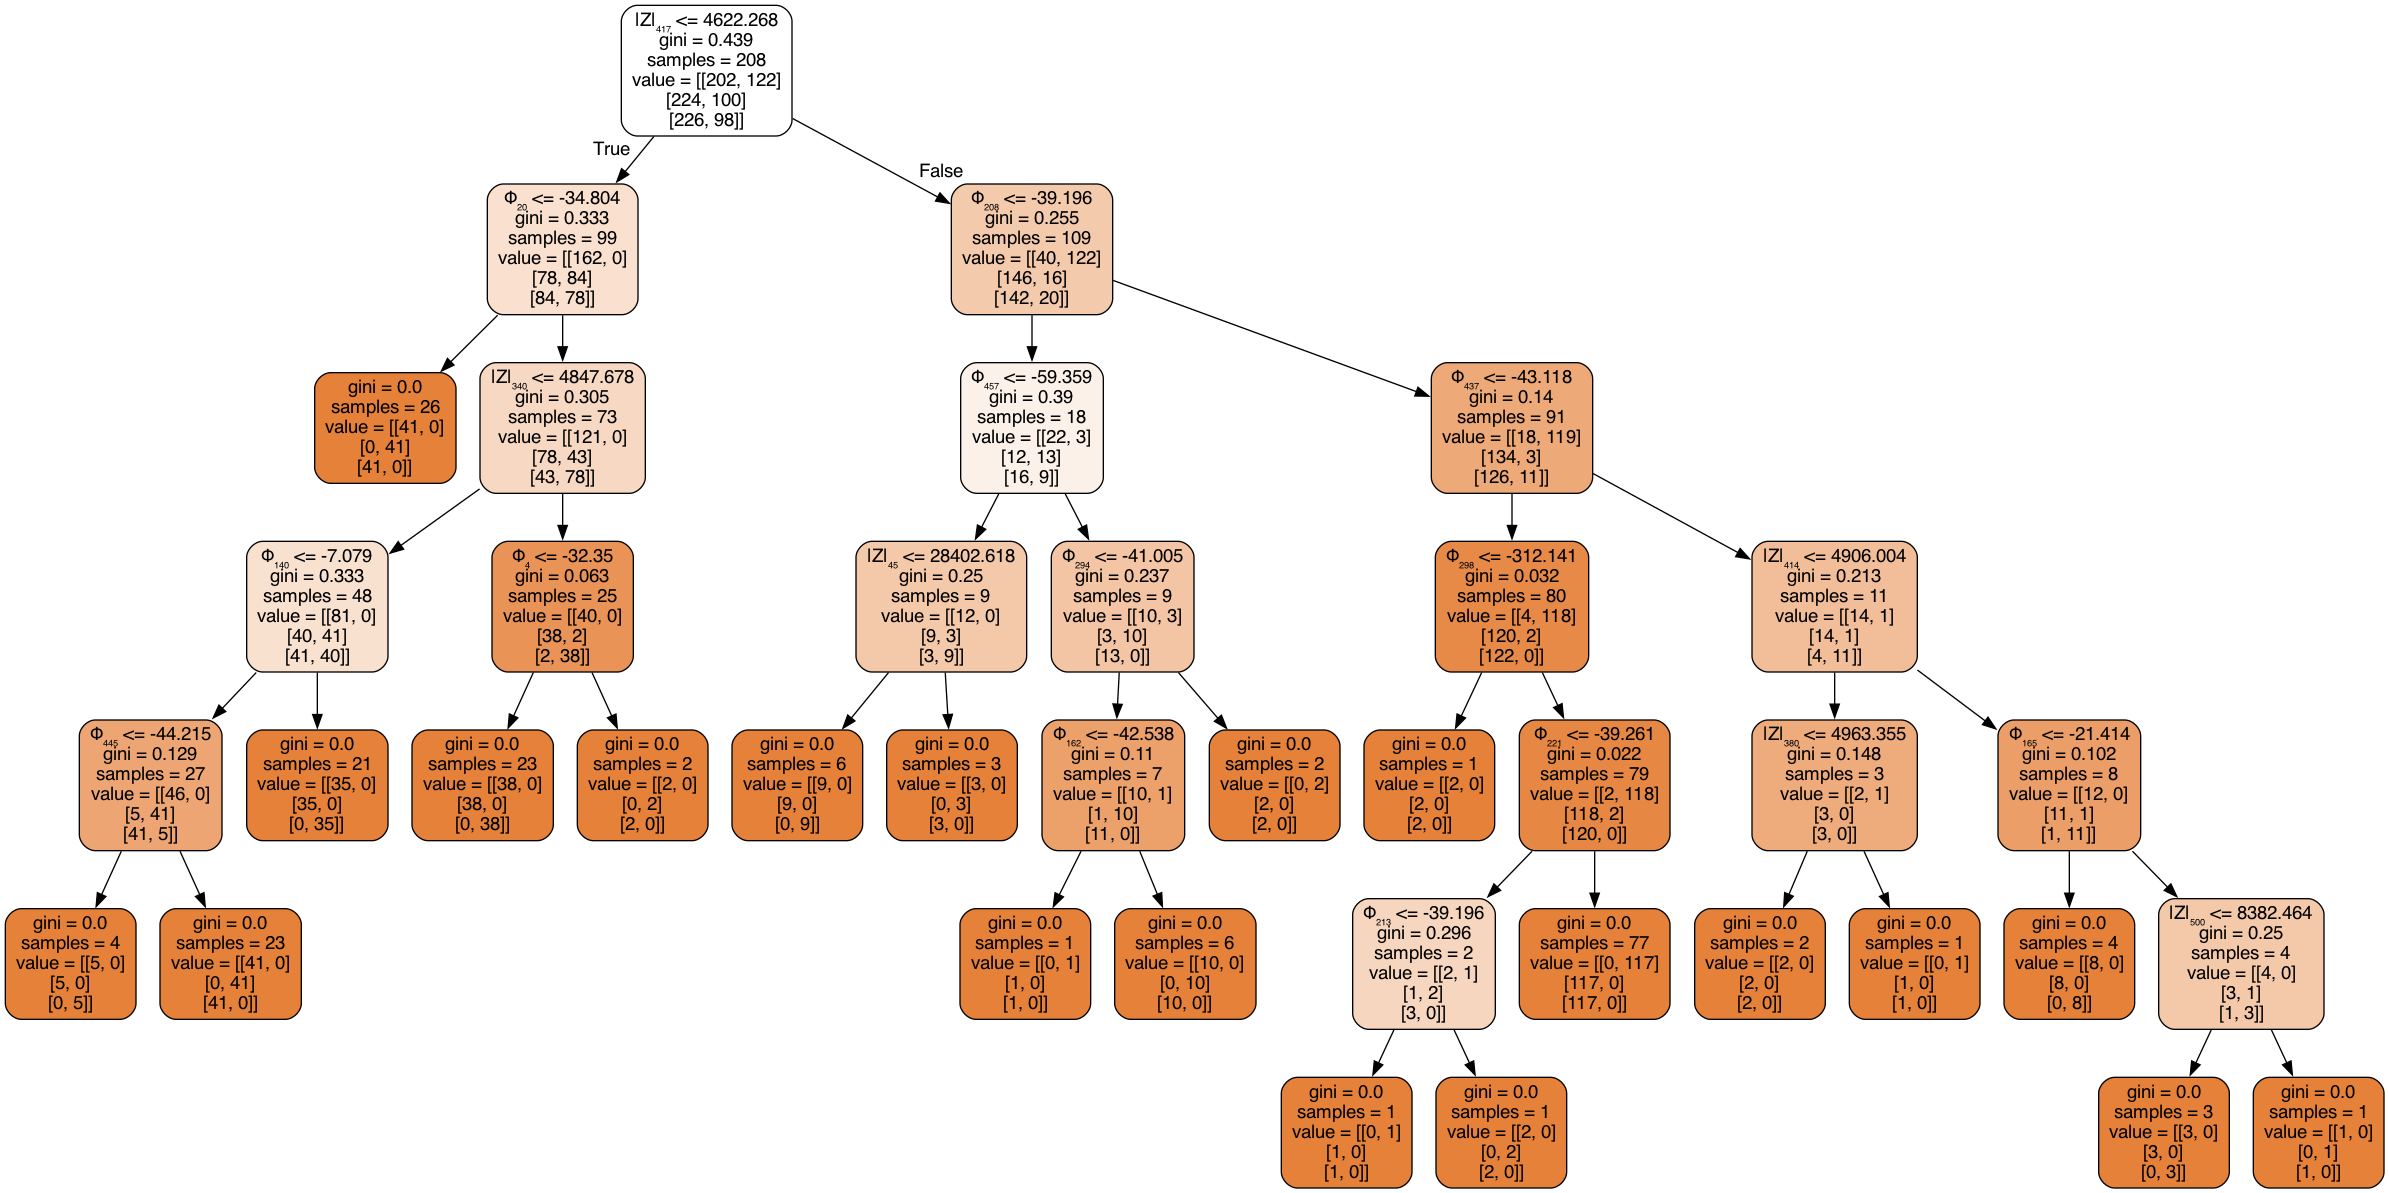 |Z|₄₁₇ <= 4622.268
gini = 0.439
samples = 208
value = [[202, 122]
[224, 100]
[226, 98]]
True
False
Φ₂₀ <= -34.804
gini = 0.333
samples = 99
value = [[162, 0]
[78, 84]
[84, 78]]
Φ₂₀₈ <= -39.196
gini = 0.255
samples = 109
value = [[40, 122]
[146, 16]
[142, 20]]
gini = 0.0
samples = 26
value = [[41, 0]
[0, 41]
[41, 0]]
|Z|₃₄₀ <= 4847.678
gini = 0.305
samples = 73
value = [[121, 0]
[78, 43]
[43, 78]]
Φ₄₅₇ <= -59.359
gini = 0.39
samples = 18
value = [[22, 3]
[12, 13]
[16, 9]]
Φ₄₃₇ <= -43.118
gini = 0.14
samples = 91
value = [[18, 119]
[134, 3]
[126, 11]]
Φ₁₄₀ <= -7.079
gini = 0.333
samples = 48
value = [[81, 0]
[40, 41]
[41, 40]]
Φ₄ <= -32.35
gini = 0.063
samples = 25
value = [[40, 0]
[38, 2]
[2, 38]]
|Z|₄₅ <= 28402.618
gini = 0.25
samples = 9
value = [[12, 0]
[9, 3]
[3, 9]]
Φ₂₉₄ <= -41.005
gini = 0.237
samples = 9
value = [[10, 3]
[3, 10]
[13, 0]]
Φ₂₉₈ <= -312.141
gini = 0.032
samples = 80
value = [[4, 118]
[120, 2]
[122, 0]]
|Z|₄₁₄ <= 4906.004
gini = 0.213
samples = 11
value = [[14, 1]
[14, 1]
[4, 11]]
Φ₄₄₅ <= -44.215
gini = 0.129
samples = 27
value = [[46, 0]
[5, 41]
[41, 5]]
gini = 0.0
samples = 21
value = [[35, 0]
[35, 0]
[0, 35]]
gini = 0.0
samples = 23
value = [[38, 0]
[38, 0]
[0, 38]]
gini = 0.0
samples = 2
value = [[2, 0]
[0, 2]
[2, 0]]
gini = 0.0
samples = 6
value = [[9, 0]
[9, 0]
[0, 9]]
gini = 0.0
samples = 3
value = [[3, 0]
[0, 3]
[3, 0]]
Φ₁₆₂ <= -42.538
gini = 0.11
samples = 7
value = [[10, 1]
[1, 10]
[11, 0]]
gini = 0.0
samples = 2
value = [[0, 2]
[2, 0]
[2, 0]]
gini = 0.0
samples = 1
value = [[2, 0]
[2, 0]
[2, 0]]
Φ₂₂₁ <= -39.261
gini = 0.022
samples = 79
value = [[2, 118]
[118, 2]
[120, 0]]
|Z|₃₈₀ <= 4963.355
gini = 0.148
samples = 3
value = [[2, 1]
[3, 0]
[3, 0]]
Φ₁₆₅ <= -21.414
gini = 0.102
samples = 8
value = [[12, 0]
[11, 1]
[1, 11]]
gini = 0.0
samples = 4
value = [[5, 0]
[5, 0]
[0, 5]]
gini = 0.0
samples = 23
value = [[41, 0]
[0, 41]
[41, 0]]
gini = 0.0
samples = 1
value = [[0, 1]
[1, 0]
[1, 0]]
gini = 0.0
samples = 6
value = [[10, 0]
[0, 10]
[10, 0]]
Φ₂₁₃ <= -39.196
gini = 0.296
samples = 2
value = [[2, 1]
[1, 2]
[3, 0]]
gini = 0.0
samples = 77
value = [[0, 117]
[117, 0]
[117, 0]]
gini = 0.0
samples = 2
value = [[2, 0]
[2, 0]
[2, 0]]
gini = 0.0
samples = 1
value = [[0, 1]
[1, 0]
[1, 0]]
gini = 0.0
samples = 4
value = [[8, 0]
[8, 0]
[0, 8]]
|Z|₅₀₀ <= 8382.464
gini = 0.25
samples = 4
value = [[4, 0]
[3, 1]
[1, 3]]
gini = 0.0
samples = 1
value = [[0, 1]
[1, 0]
[1, 0]]
gini = 0.0
samples = 1
value = [[2, 0]
[0, 2]
[2, 0]]
gini = 0.0
samples = 3
value = [[3, 0]
[3, 0]
[0, 3]]
gini = 0.0
samples = 1
value = [[1, 0]
[0, 1]
[1, 0]]